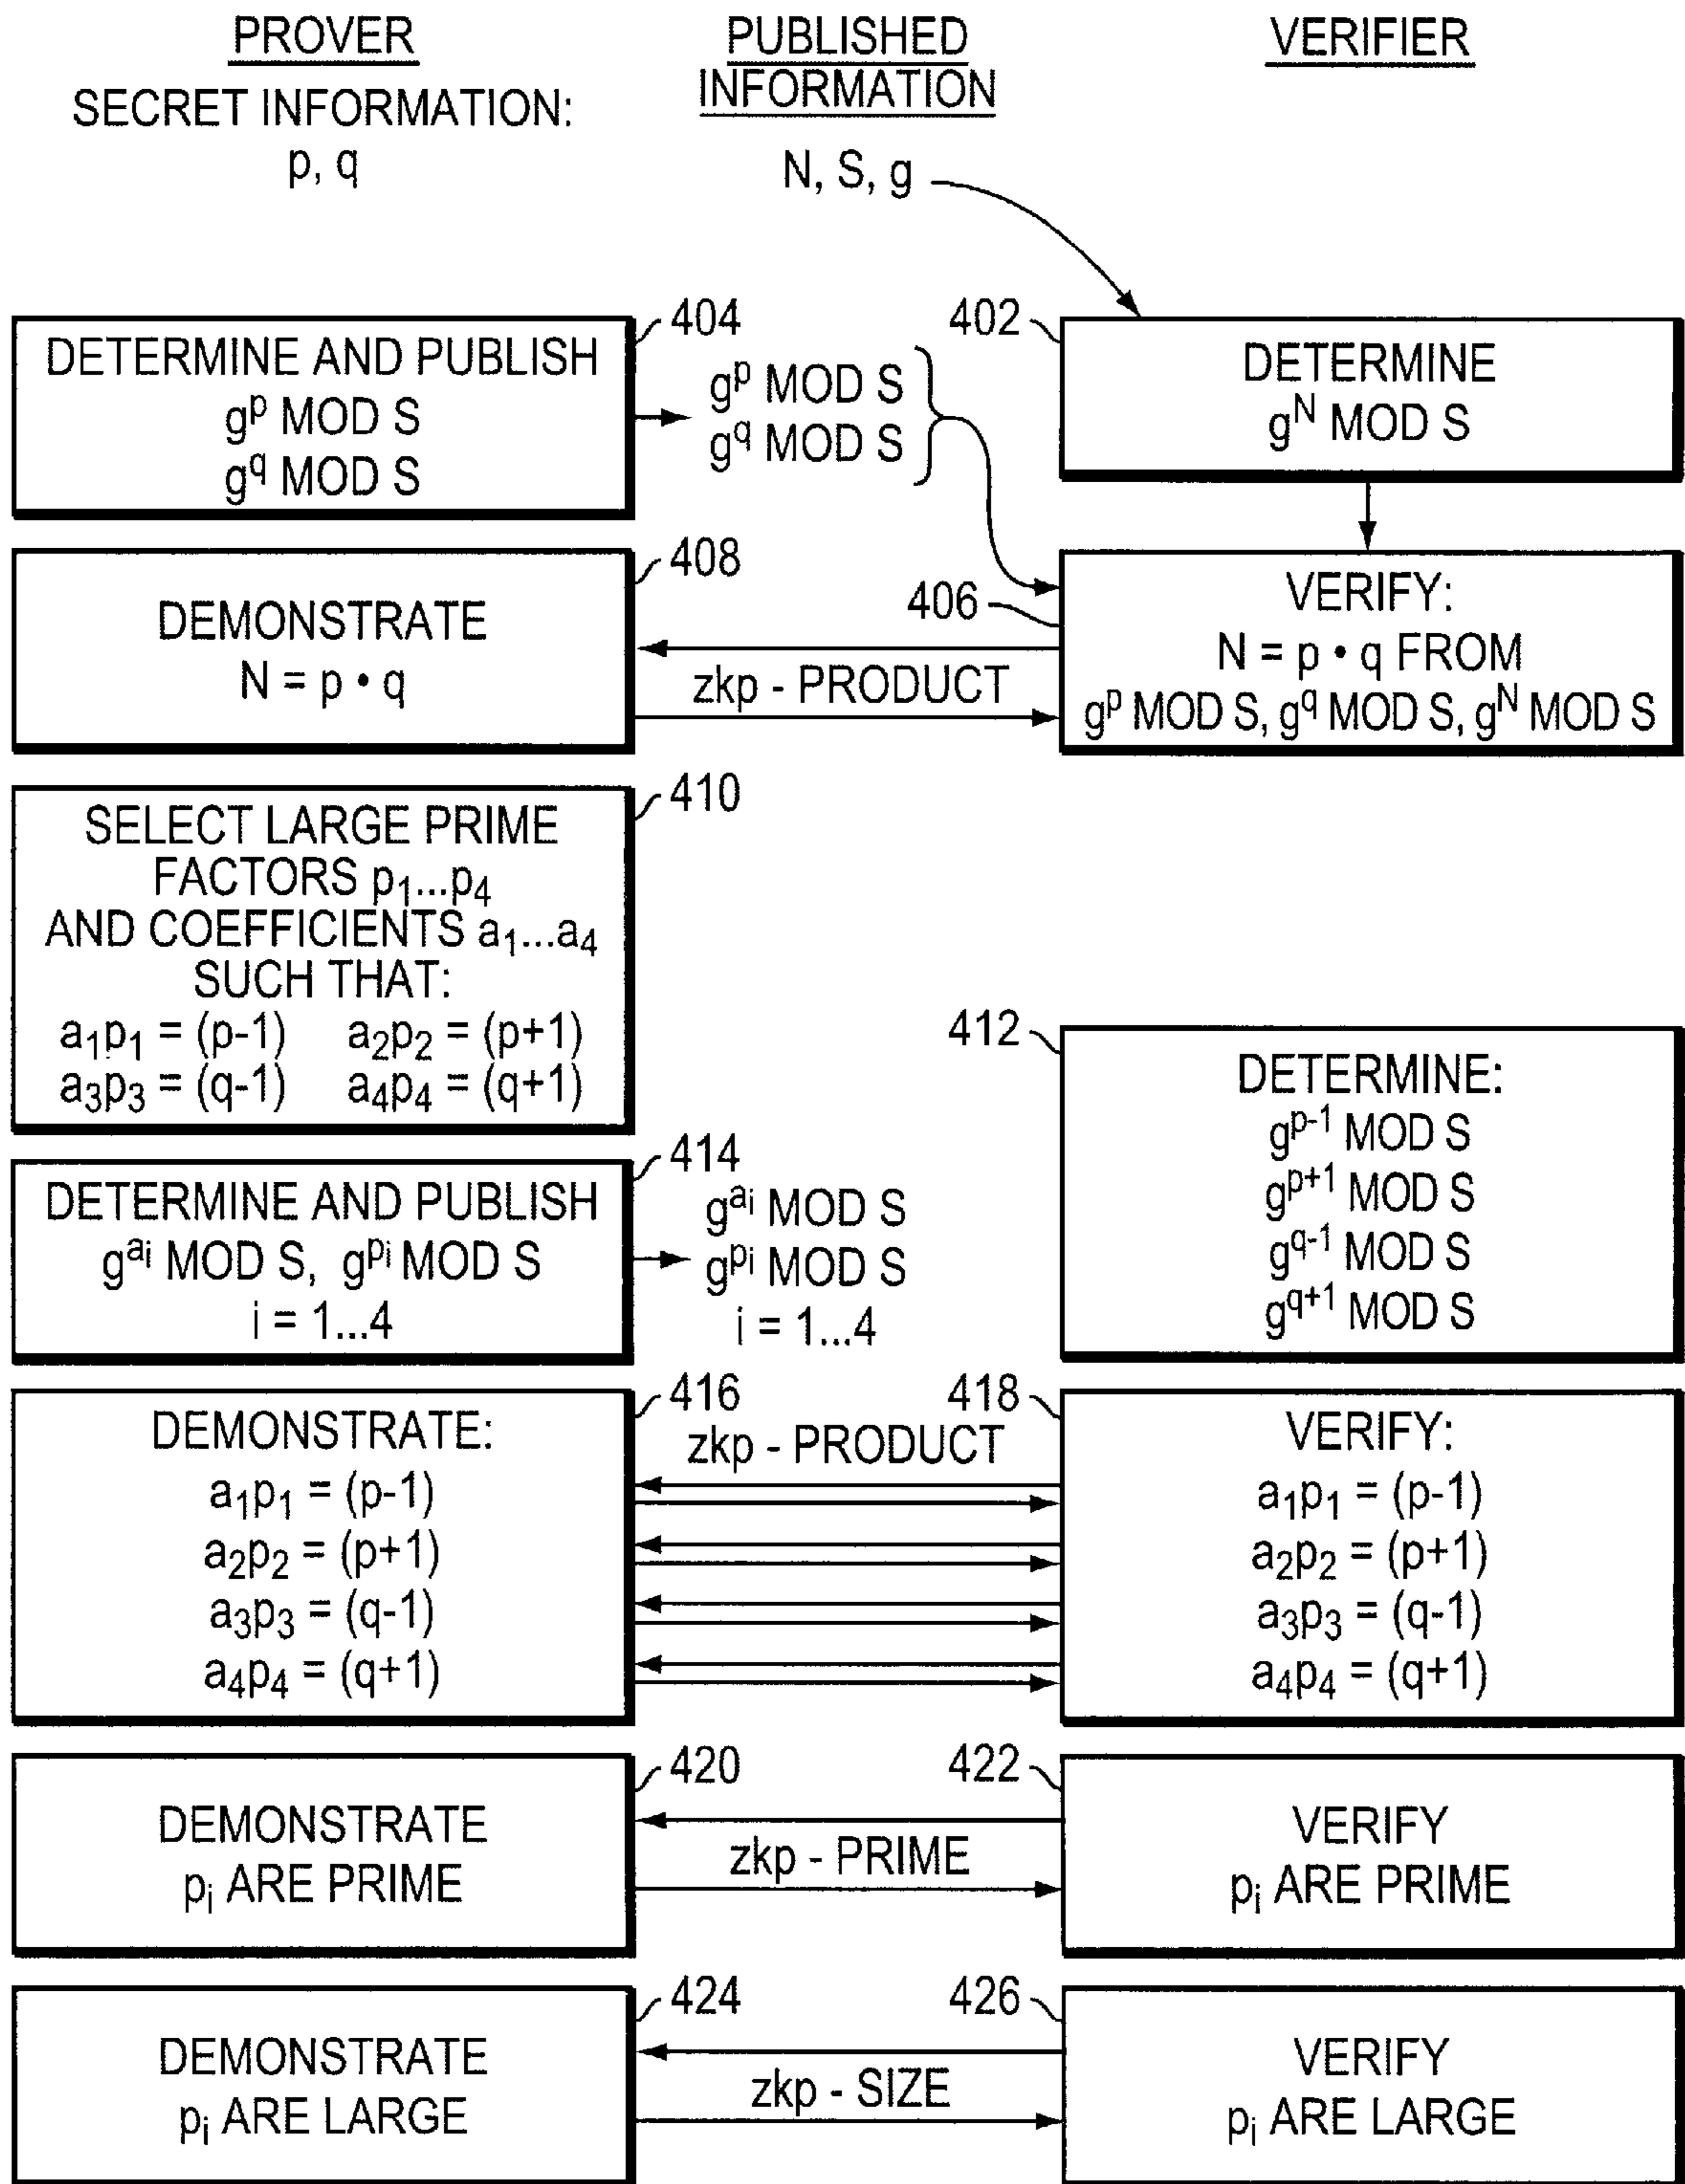 PROVER
SECRET INFORMATION:
p, q
PUBLISHED
INFORMATION
N, S, g
VERIFIER
404
DETERMINE AND PUBLISH
g^p MOD S
g^q MOD S
g^p MOD S
g^q MOD S
402
DETERMINE
g^N MOD S
408
DEMONSTRATE
N = p • q
zkp - PRODUCT
406
VERIFY:
N = p • q FROM
g^p MOD S, g^q MOD S, g^N MOD S
410
SELECT LARGE PRIME
FACTORS p₁...p₄
AND COEFFICIENTS a₁...a₄
SUCH THAT:
a₁p₁ = (p-1) a₂p₂ = (p+1)
a₃p₃ = (q-1) a₄p₄ = (q+1)
412
DETERMINE:
g^p-1 MOD S
g^p+1 MOD S
g^q-1 MOD S
g^q+1 MOD S
414
DETERMINE AND PUBLISH
g^ai MOD S, g^pi MOD S
i = 1...4
g^ai MOD S
g^pi MOD S
i = 1...4
416
DEMONSTRATE:
a₁p₁ = (p-1)
a₂p₂ = (p+1)
a₃p₃ = (q-1)
a₄p₄ = (q+1)
zkp - PRODUCT
418
VERIFY:
a₁p₁ = (p-1)
a₂p₂ = (p+1)
a₃p₃ = (q-1)
a₄p₄ = (q+1)
420
DEMONSTRATE
pᵢ ARE PRIME
zkp - PRIME
422
VERIFY
pᵢ ARE PRIME
424
DEMONSTRATE
pᵢ ARE LARGE
zkp - SIZE
426
VERIFY
pᵢ ARE LARGE